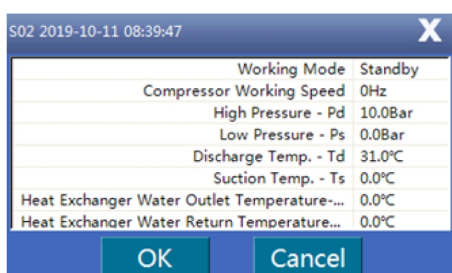 S02 2019-10-11 08:39:47 X
Working Mode Standby
Compressor Working Speed 0Hz
High Pressure - Pd 10.0Bar
Low Pressure - Ps 0.0Bar
Discharge Temp. - Td 31.0℃
Suction Temp. - Ts 0.0℃
Heat Exchanger Water Outlet Temperature-... 0.0℃
Heat Exchanger Water Return Temperature... 0.0℃
OK Cancel